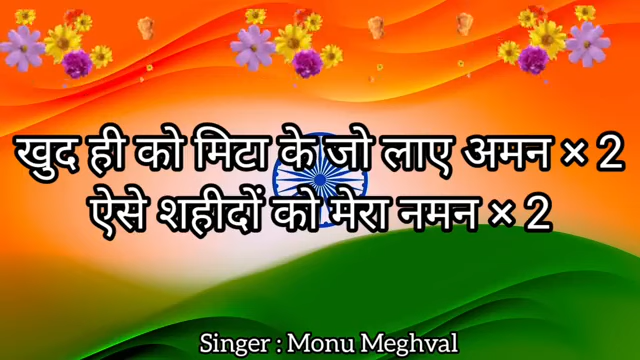 खुद ही को मिटा के जो लाए अमन × 2
ऐसे शहीदों को मेरा नमन × 2
Singer : Monu Meghval